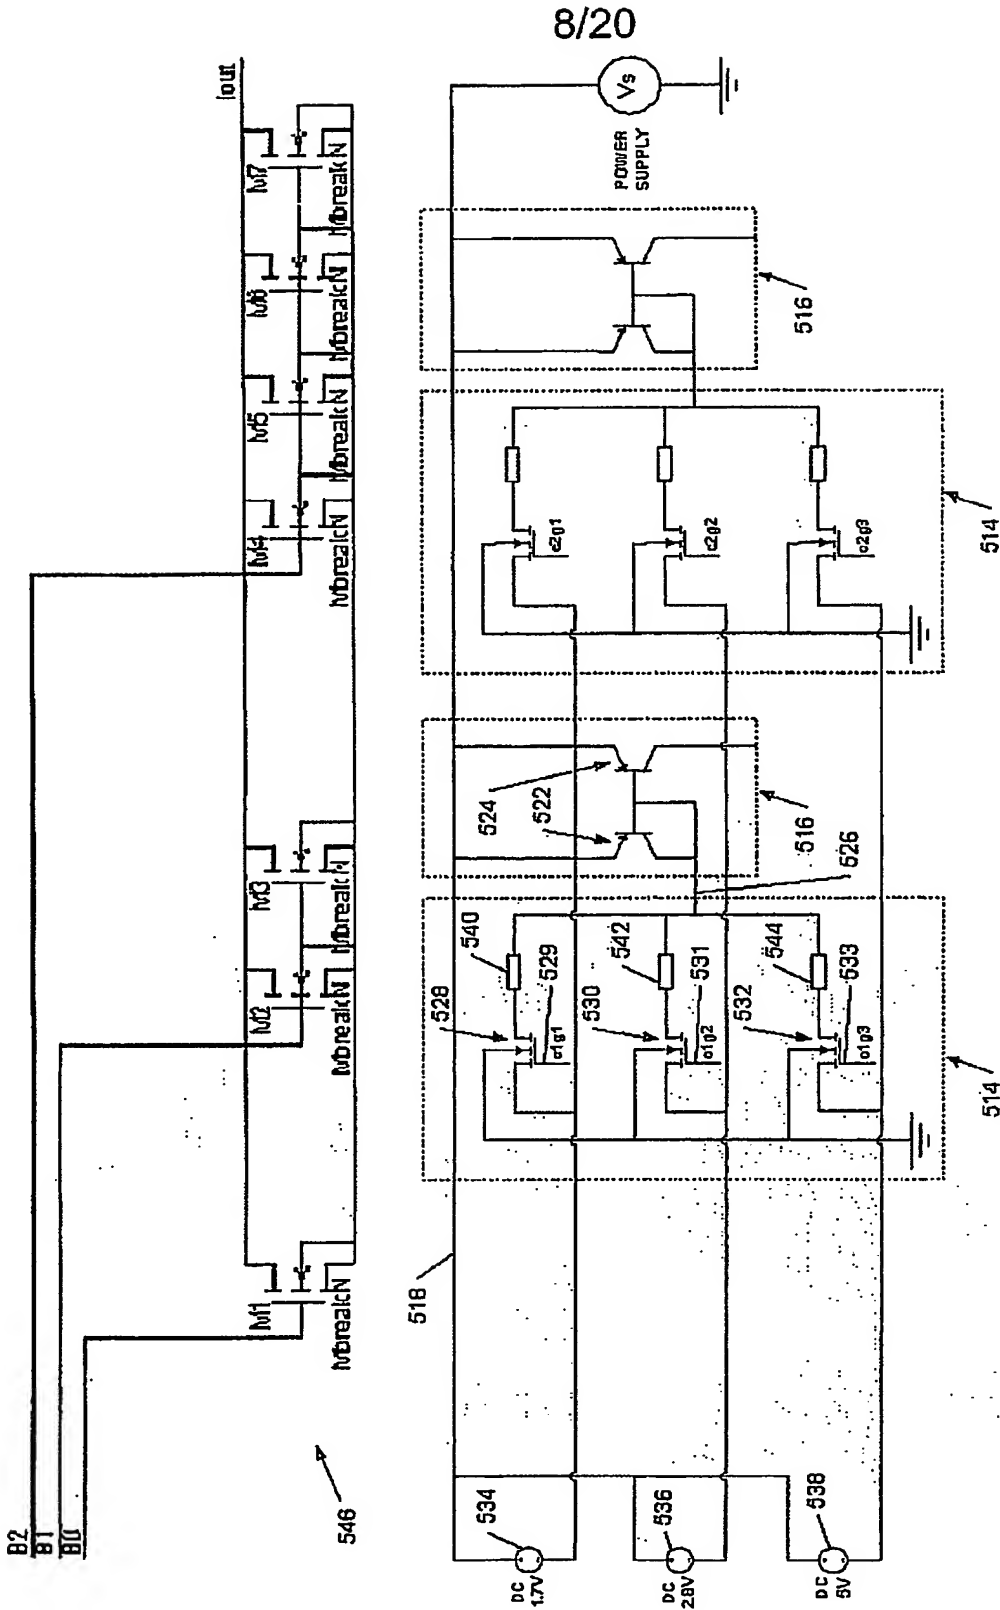 8/20
B2
B1
B0
M1
MbreakN
M2
MbreakN
M3
MbreakN
M4
MbreakN
M5
MbreakN
M6
MbreakN
M7
MbreakN
Iout
546
534
DC
1.7V
536
DC
2.8V
538
DC
5V
518
528
540
529
c1g1
530
542
531
c1g2
532
544
533
c1g3
514
524
522
516
526
c2g1
c2g2
c2g3
514
516
POWER
SUPPLY
Vs